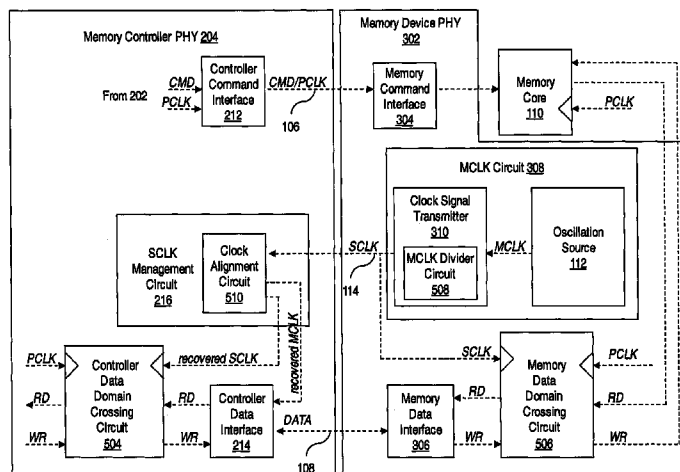 Memory Controller PHY 204
Memory Device PHY
302
From 202
CMD
PCLK
Controller
Command
Interface
212
CMD/PCLK
106
Memory
Command
Interface
304
Memory
Core
110
PCLK
MCLK Circuit 308
Clock Signal
Transmitter
310
MCLK Divider
Circuit
508
MCLK
Oscillation
Source
112
SCLK
114
SCLK
Management
Circuit
216
Clock
Alignment
Circuit
510
recovered MCLK
PCLK
RD
WR
Controller
Data
Domain
Crossing
Circuit
504
recovered SCLK
RD
WR
Controller
Data Interface
214
DATA
108
Memory Data
Interface
306
SCLK
RD
WR
Memory
Data
Domain
Crossing
Circuit
506
PCLK
RD
WR